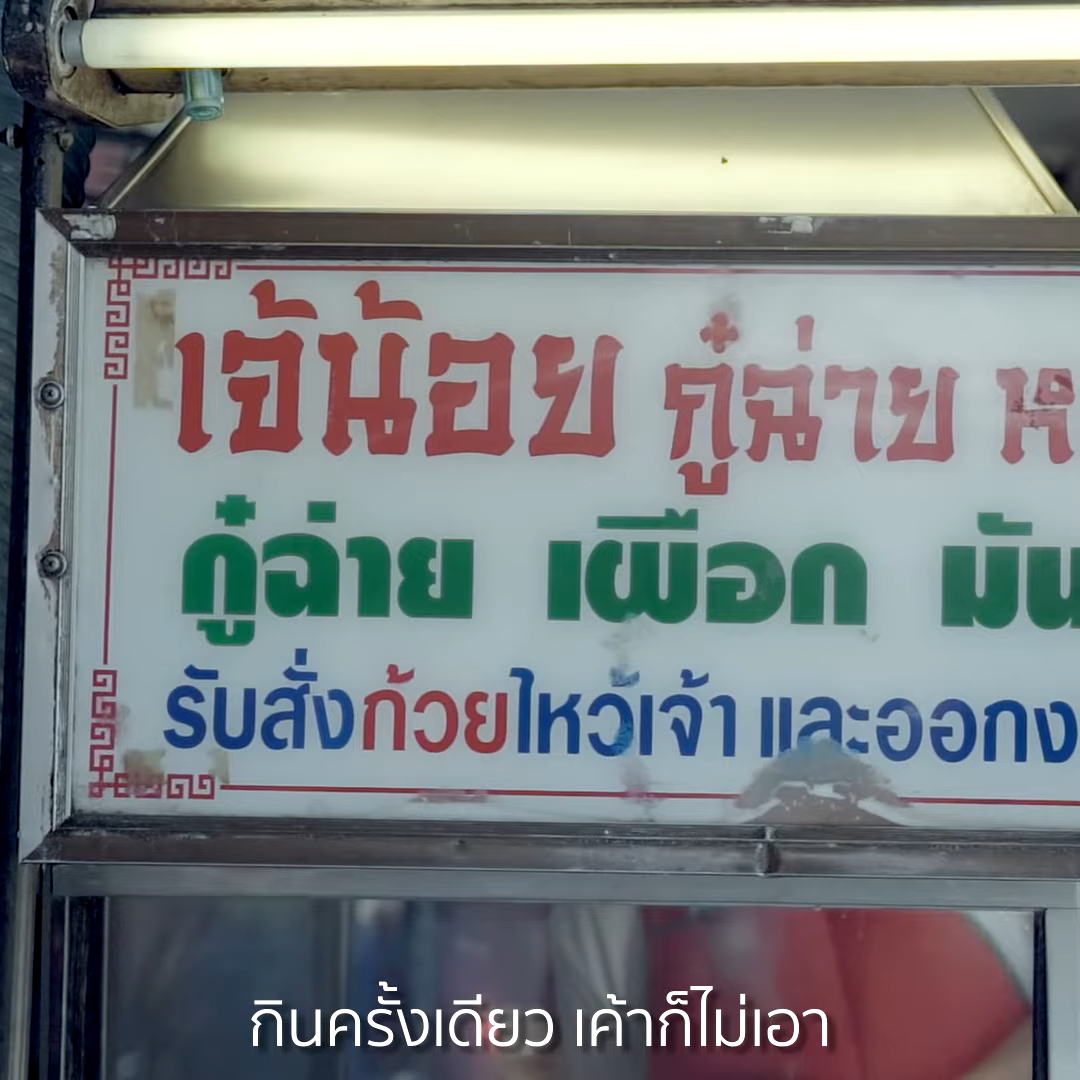 เจ้น้อย กู๋ฉ่าย
กู๋ฉ่าย เผือก มัน
รับสั่งก้วยไหว้เจ้า และออกง
กินครั้งเดียว เค้าก็ไม่เอา